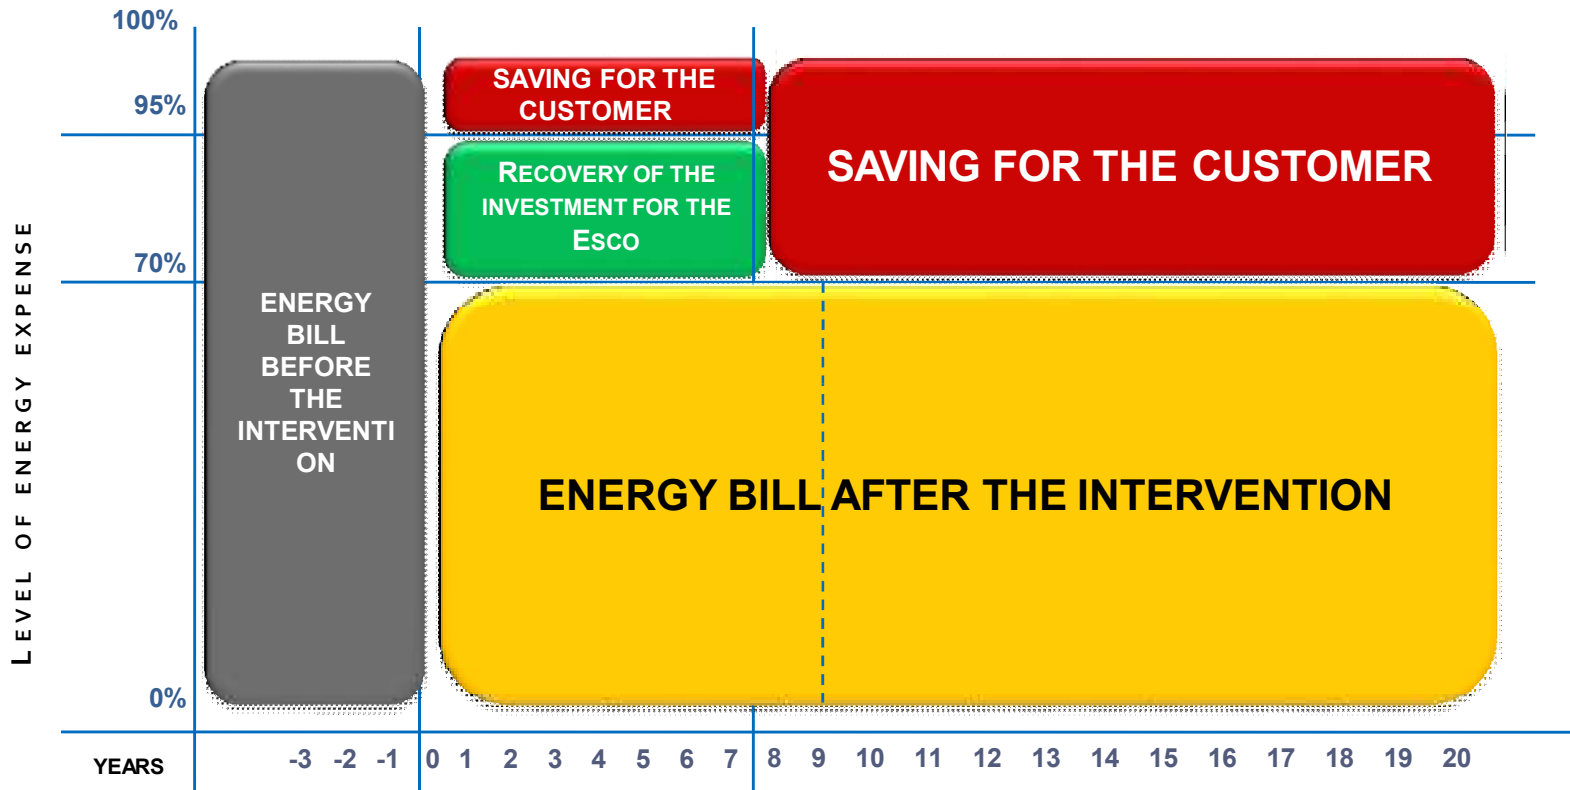 100%
95%
70%
0%
LEVEL OF ENERGY EXPENSE
ENERGY
BILL
BEFORE
THE
INTERVENTI
ON
SAVING FOR THE
CUSTOMER
RECOVERY OF THE
INVESTMENT FOR THE
ESCO
SAVING FOR THE CUSTOMER
ENERGY BILL AFTER THE INTERVENTION
YEARS -3 -2 -1 0 1 2 3 4 5 6 7 8 9 10 11 12 13 14 15 16 17 18 19 20